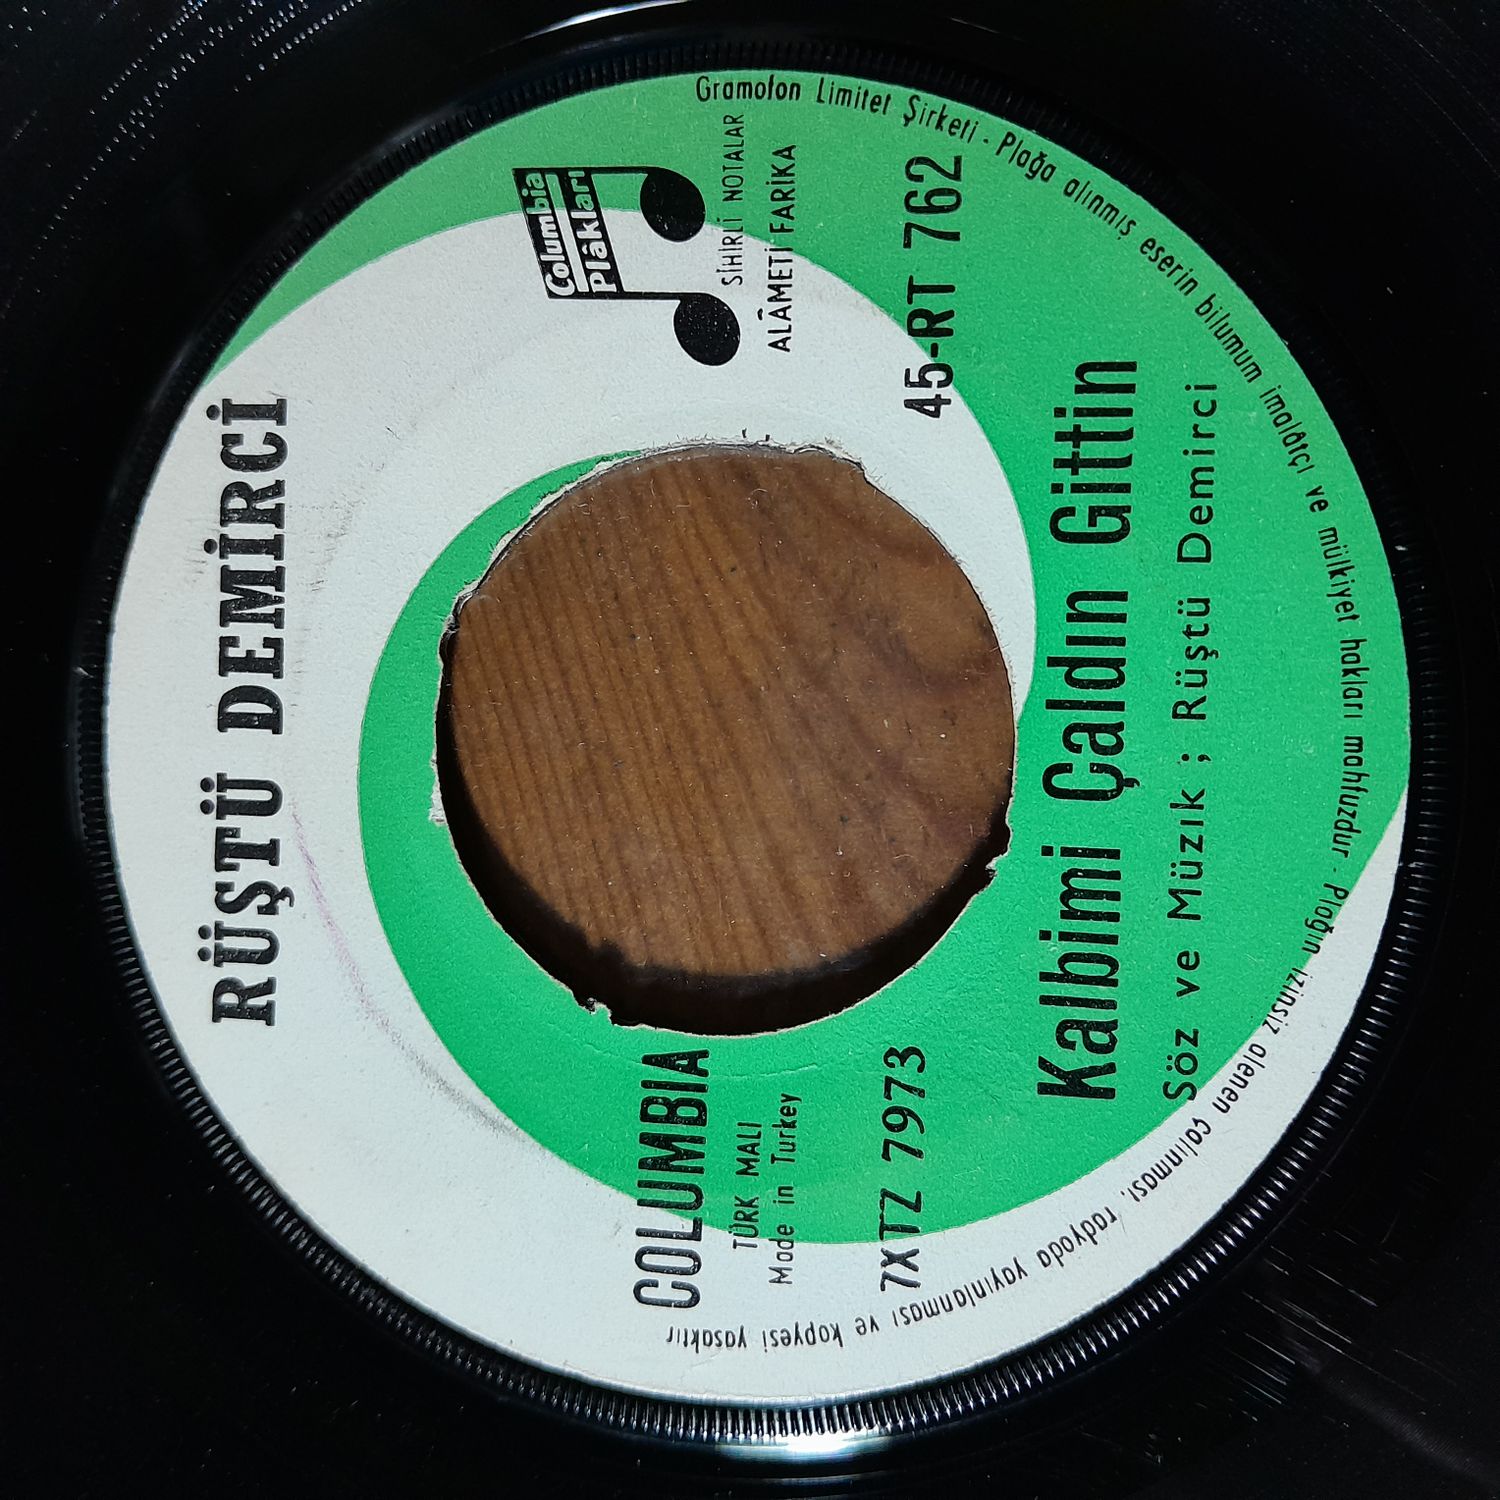 RÜŞTÜ DEMİRCİ
Columbia
Plâkları
COLUMBIA
SİHİRLİ NOTALAR
TÜRK MALI
ALÂMETİ FARİKA
Made in Turkey
7XTZ 7973
45-RT 762
Kalbimi Çaldın Gittin
Söz ve Müzik ; Rüştü Demirci
Gramofon Limitet Şirketi - Plağa alınmış eserin bilumum imalâtçı ve mülkiyet hakları mahfuzdur - Plağın izinsiz alenen çalınması, radyoda yayınlanması ve kopyesi yasaktır